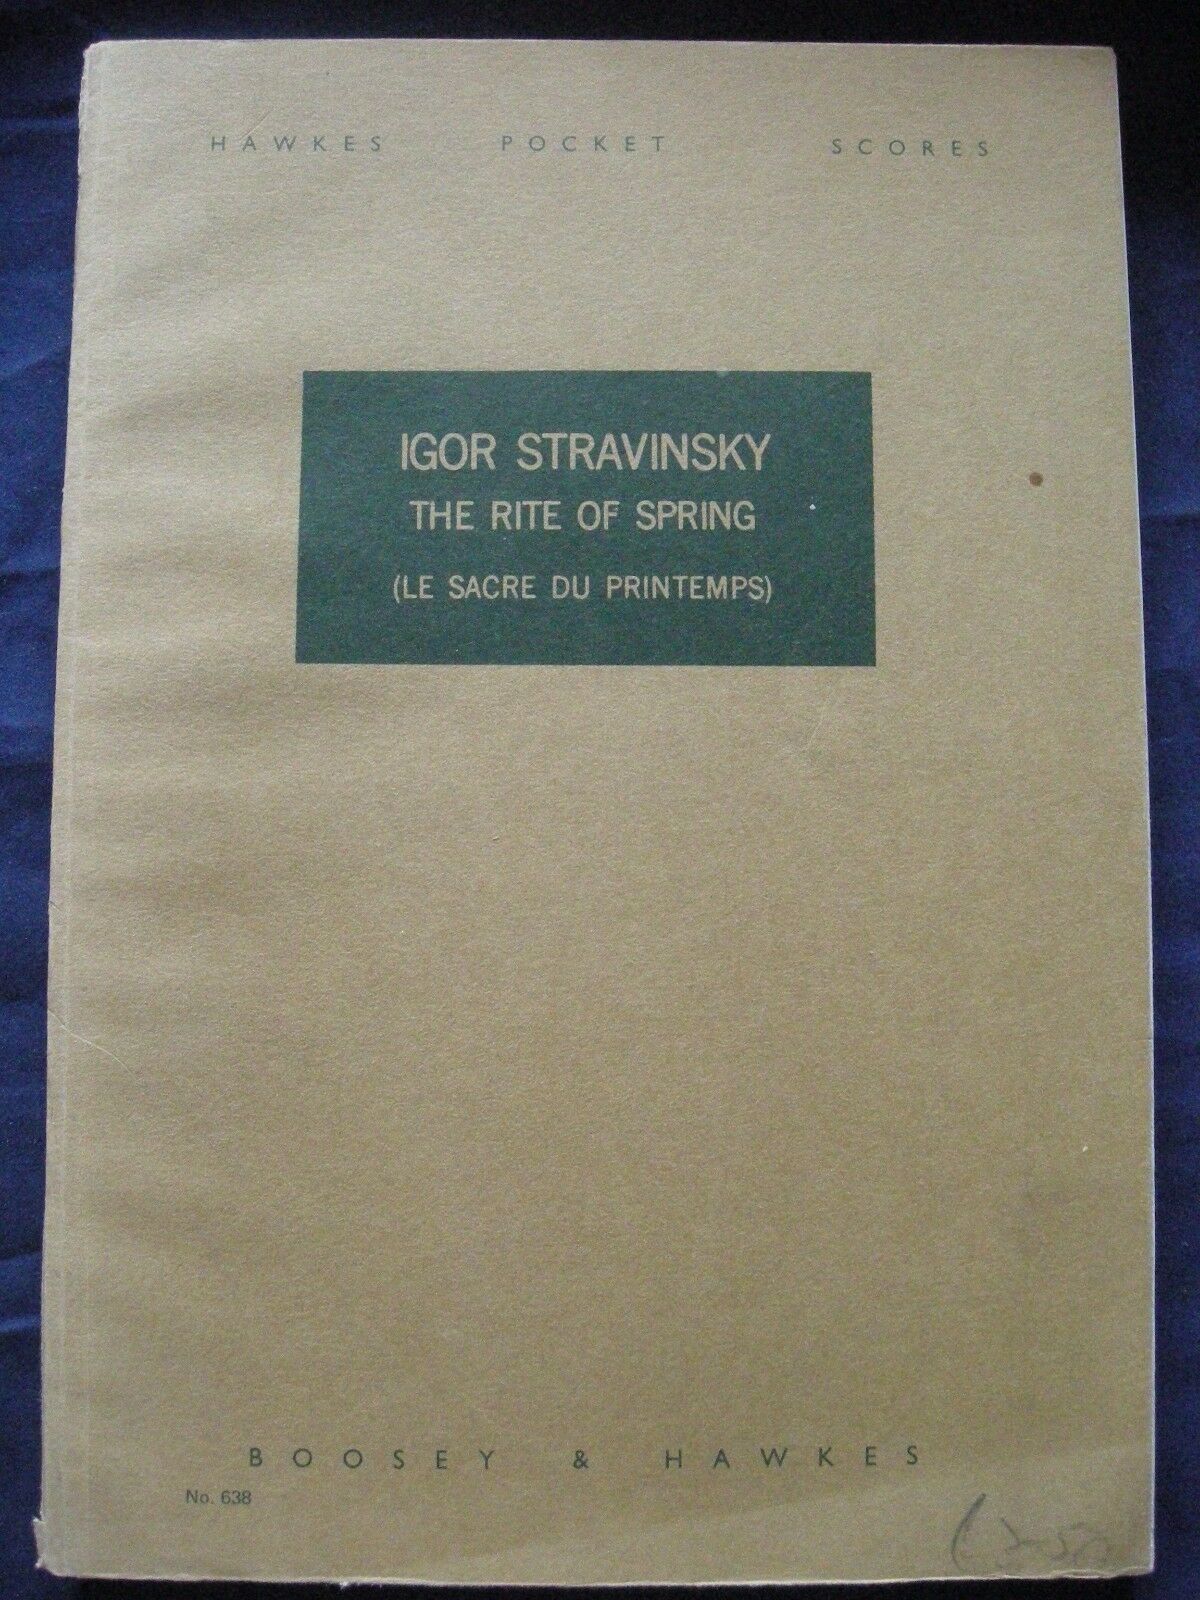 HAWKES POCKET SCORES
IGOR STRAVINSKY
THE RITE OF SPRING
(LE SACRE DU PRINTEMPS)
BOOSEY & HAWKES
No. 638